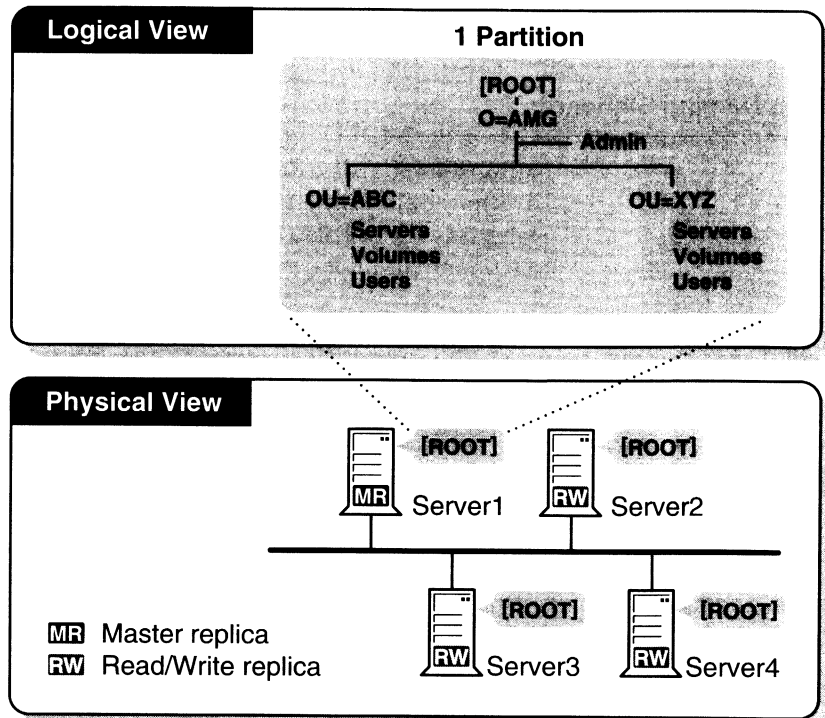 Logical View
1 Partition
[ROOT]
O=AMG
Admin
OU=ABC
Servers
Volumes
Users
OU=XYZ
Servers
Volumes
Users
Physical View
[ROOT]
MR
Server1
[ROOT]
RW
Server2
[ROOT]
RW
Server3
[ROOT]
RW
Server4
MR Master replica
RW Read/Write replica